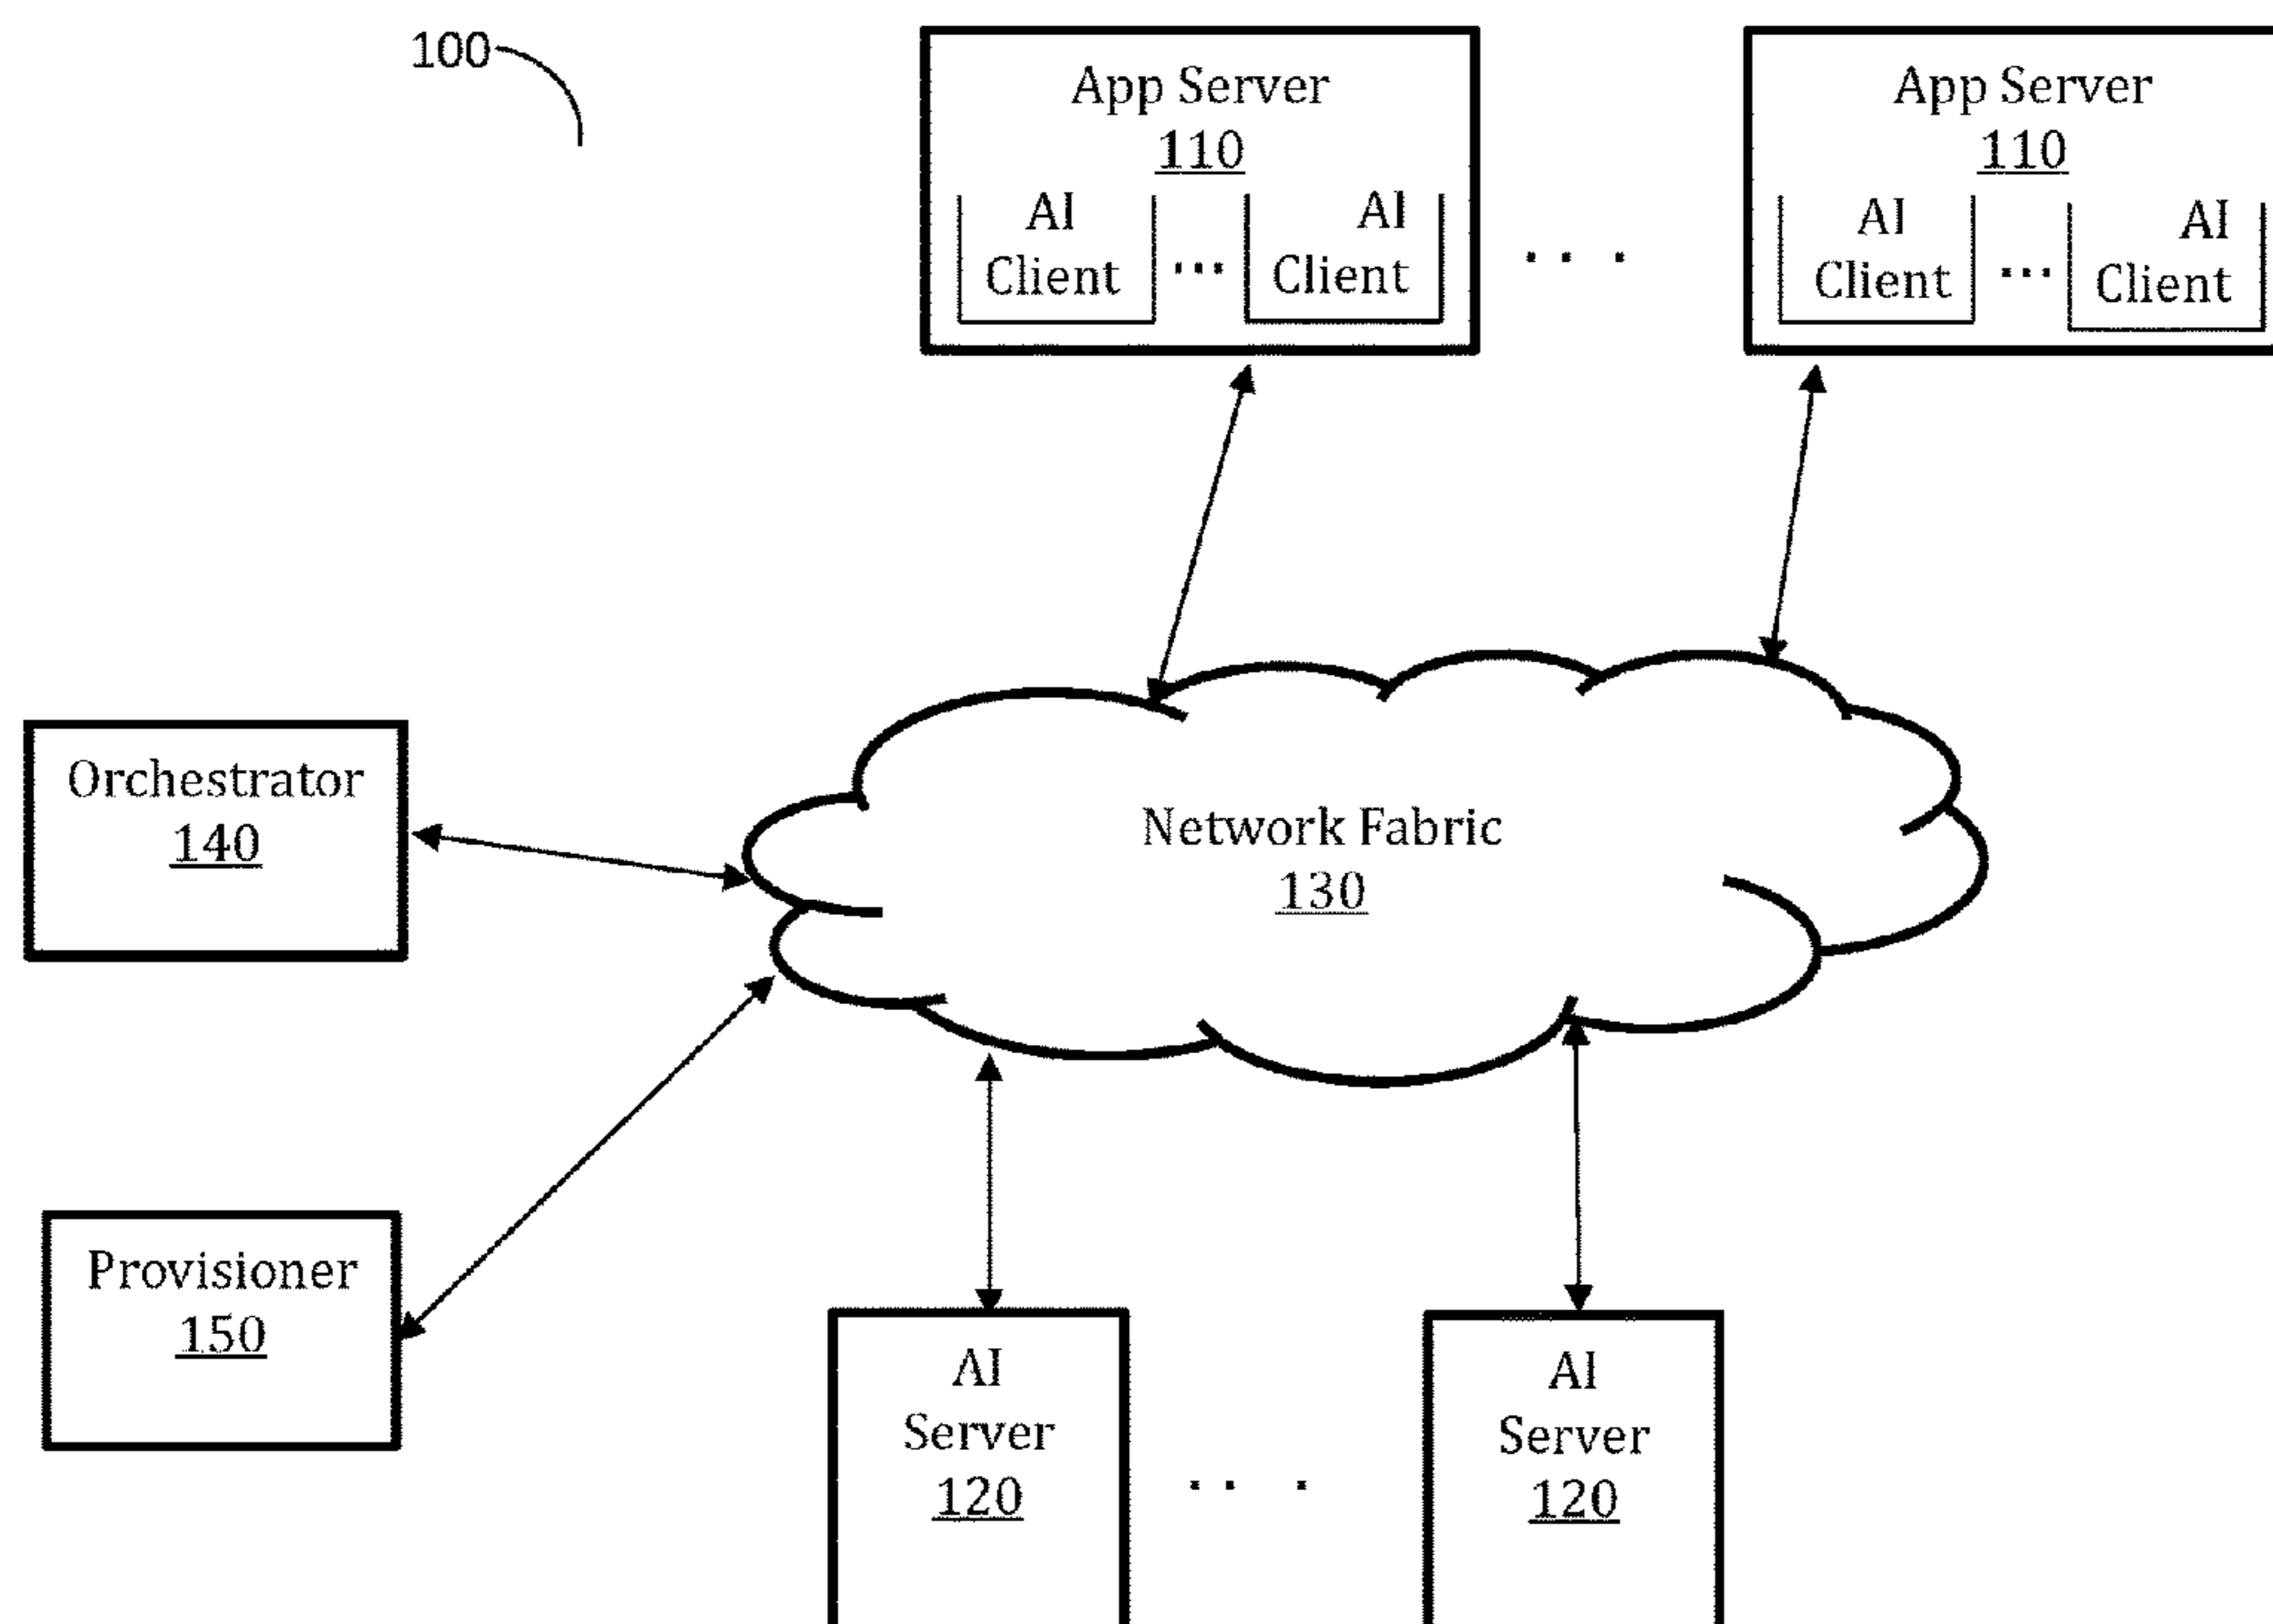 100
App Server
110
AI
Client
...
AI
Client
. . .
App Server
110
AI
Client
...
AI
Client
Orchestrator
140
Network Fabric
130
Provisioner
150
AI
Server
120
. . .
AI
Server
120